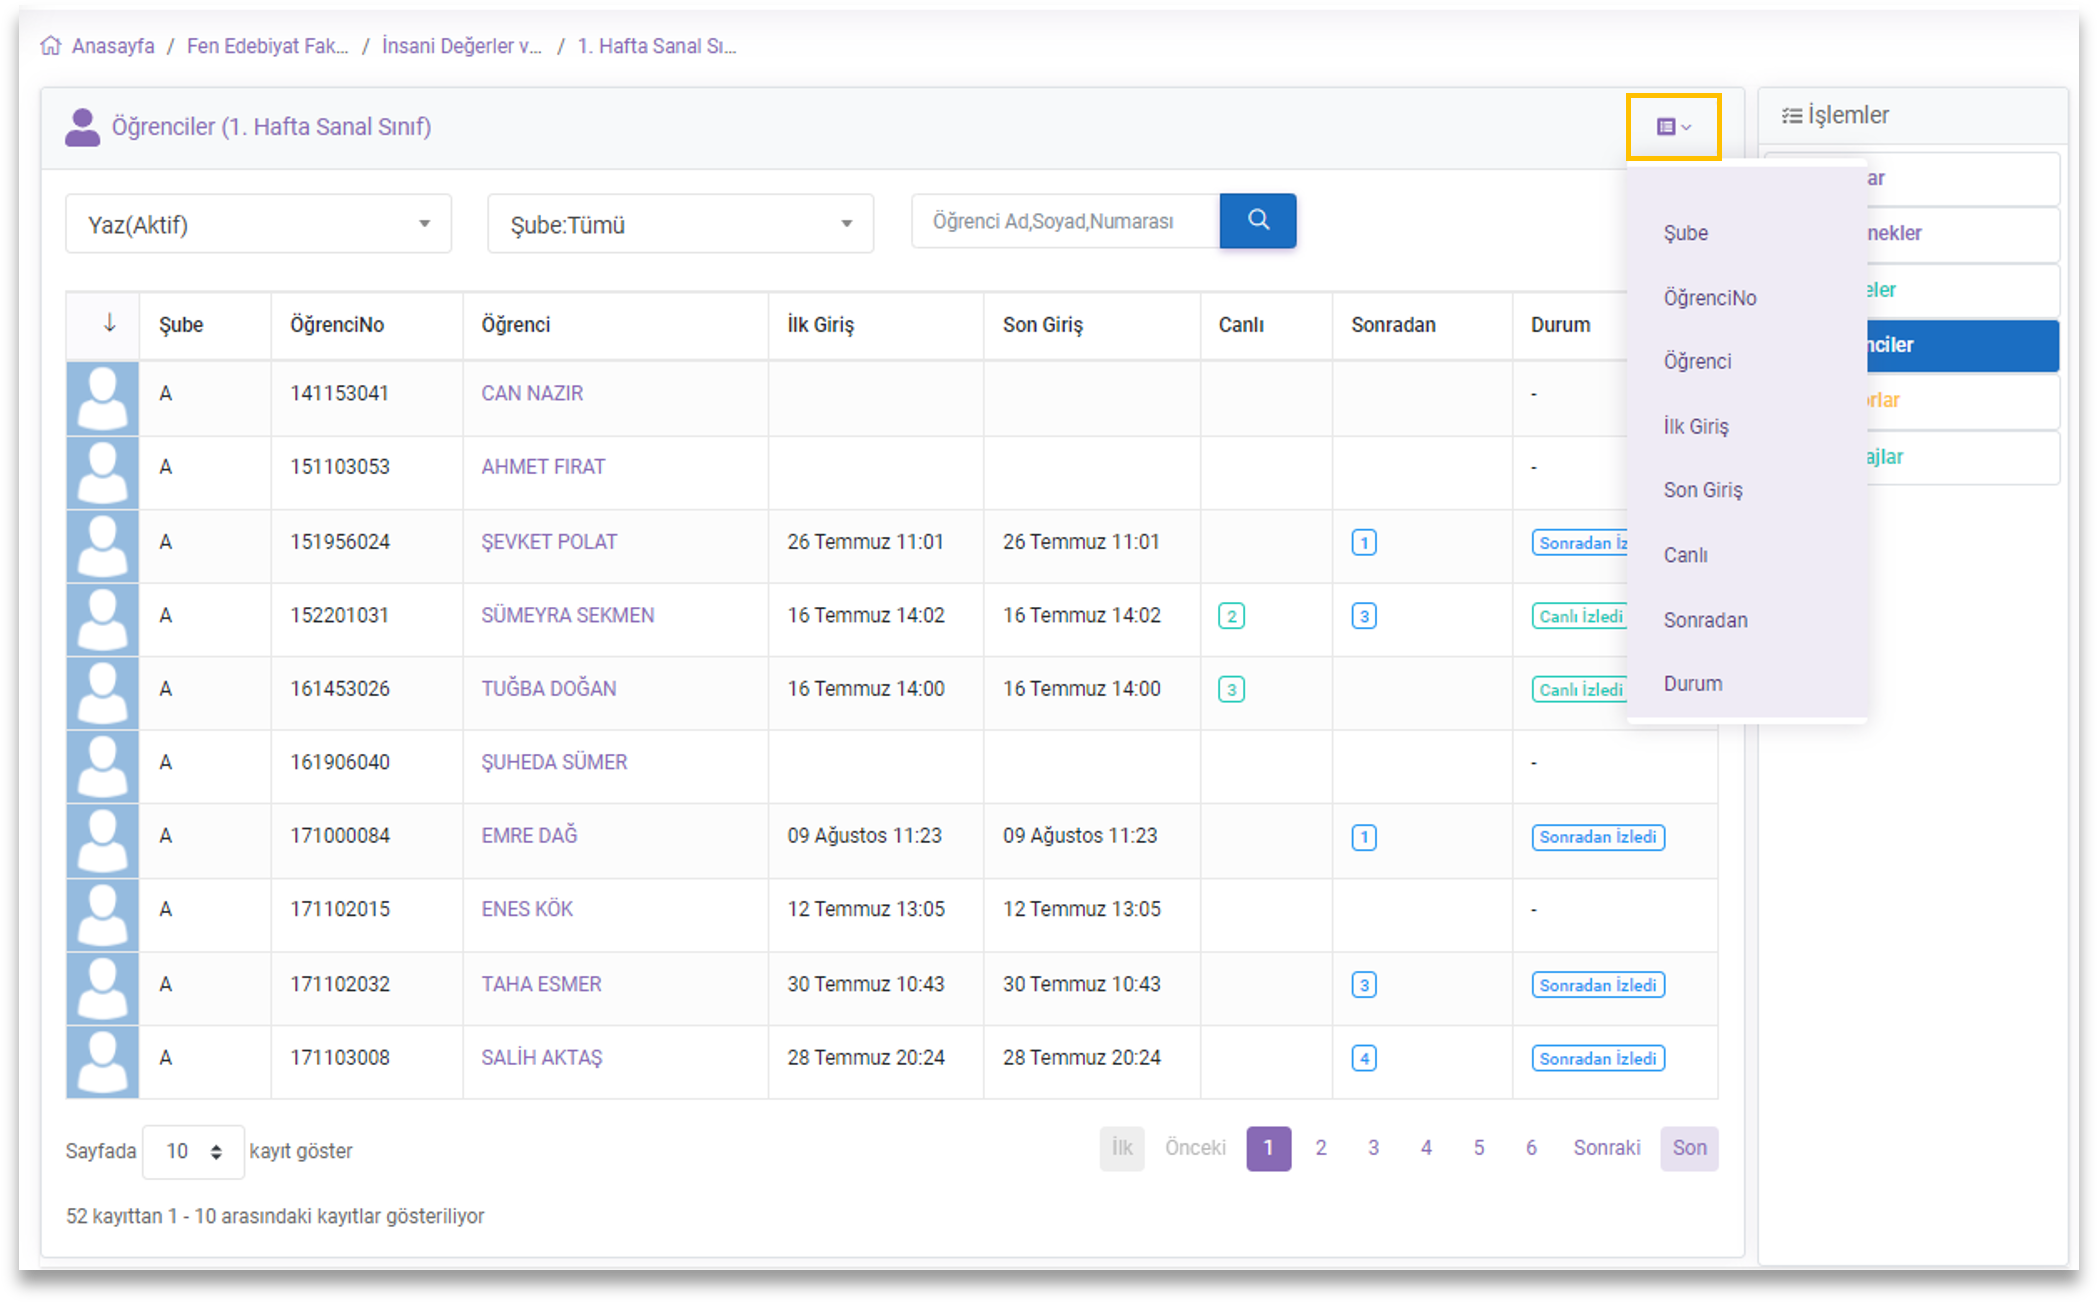 Anasayfa / Fen Edebiyat Fak... / İnsani Değerler v... / 1. Hafta Sanal Sı...
Öğrenciler (1. Hafta Sanal Sınıf)
İşlemler
Yaz(Aktif)
Şube:Tümü
Öğrenci Ad,Soyad,Numarası
Şube ÖğrenciNo Öğrenci İlk Giriş Son Giriş Canlı Sonradan Durum
A 141153041 CAN NAZIR -
A 151103053 AHMET FIRAT -
A 151956024 ŞEVKET POLAT 26 Temmuz 11:01 26 Temmuz 11:01 1 Sonradan İz
A 152201031 SÜMEYRA SEKMEN 16 Temmuz 14:02 16 Temmuz 14:02 2 3 Canlı İzledi
A 161453026 TUĞBA DOĞAN 16 Temmuz 14:00 16 Temmuz 14:00 3 Canlı İzledi
A 161906040 ŞUHEDA SÜMER -
A 171000084 EMRE DAĞ 09 Ağustos 11:23 09 Ağustos 11:23 1 Sonradan İzledi
A 171102015 ENES KÖK 12 Temmuz 13:05 12 Temmuz 13:05 -
A 171102032 TAHA ESMER 30 Temmuz 10:43 30 Temmuz 10:43 3 Sonradan İzledi
A 171103008 SALİH AKTAŞ 28 Temmuz 20:24 28 Temmuz 20:24 4 Sonradan İzledi
Şube
ÖğrenciNo
Öğrenci
İlk Giriş
Son Giriş
Canlı
Sonradan
Durum
ar
nekler
eler
nciler
orlar
ajlar
Sayfada 10 kayıt göster
İlk Önceki 1 2 3 4 5 6 Sonraki Son
52 kayıttan 1 - 10 arasındaki kayıtlar gösteriliyor